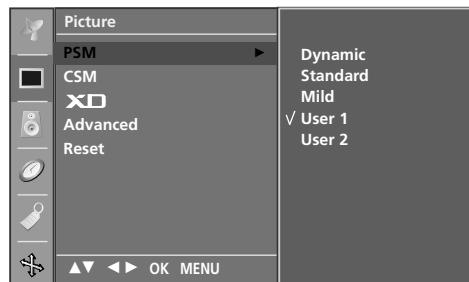 Picture
PSM ►
CSM
XD
Advanced
Reset
▲▼ ◄► OK MENU
Dynamic
Standard
Mild
√ User 1
User 2